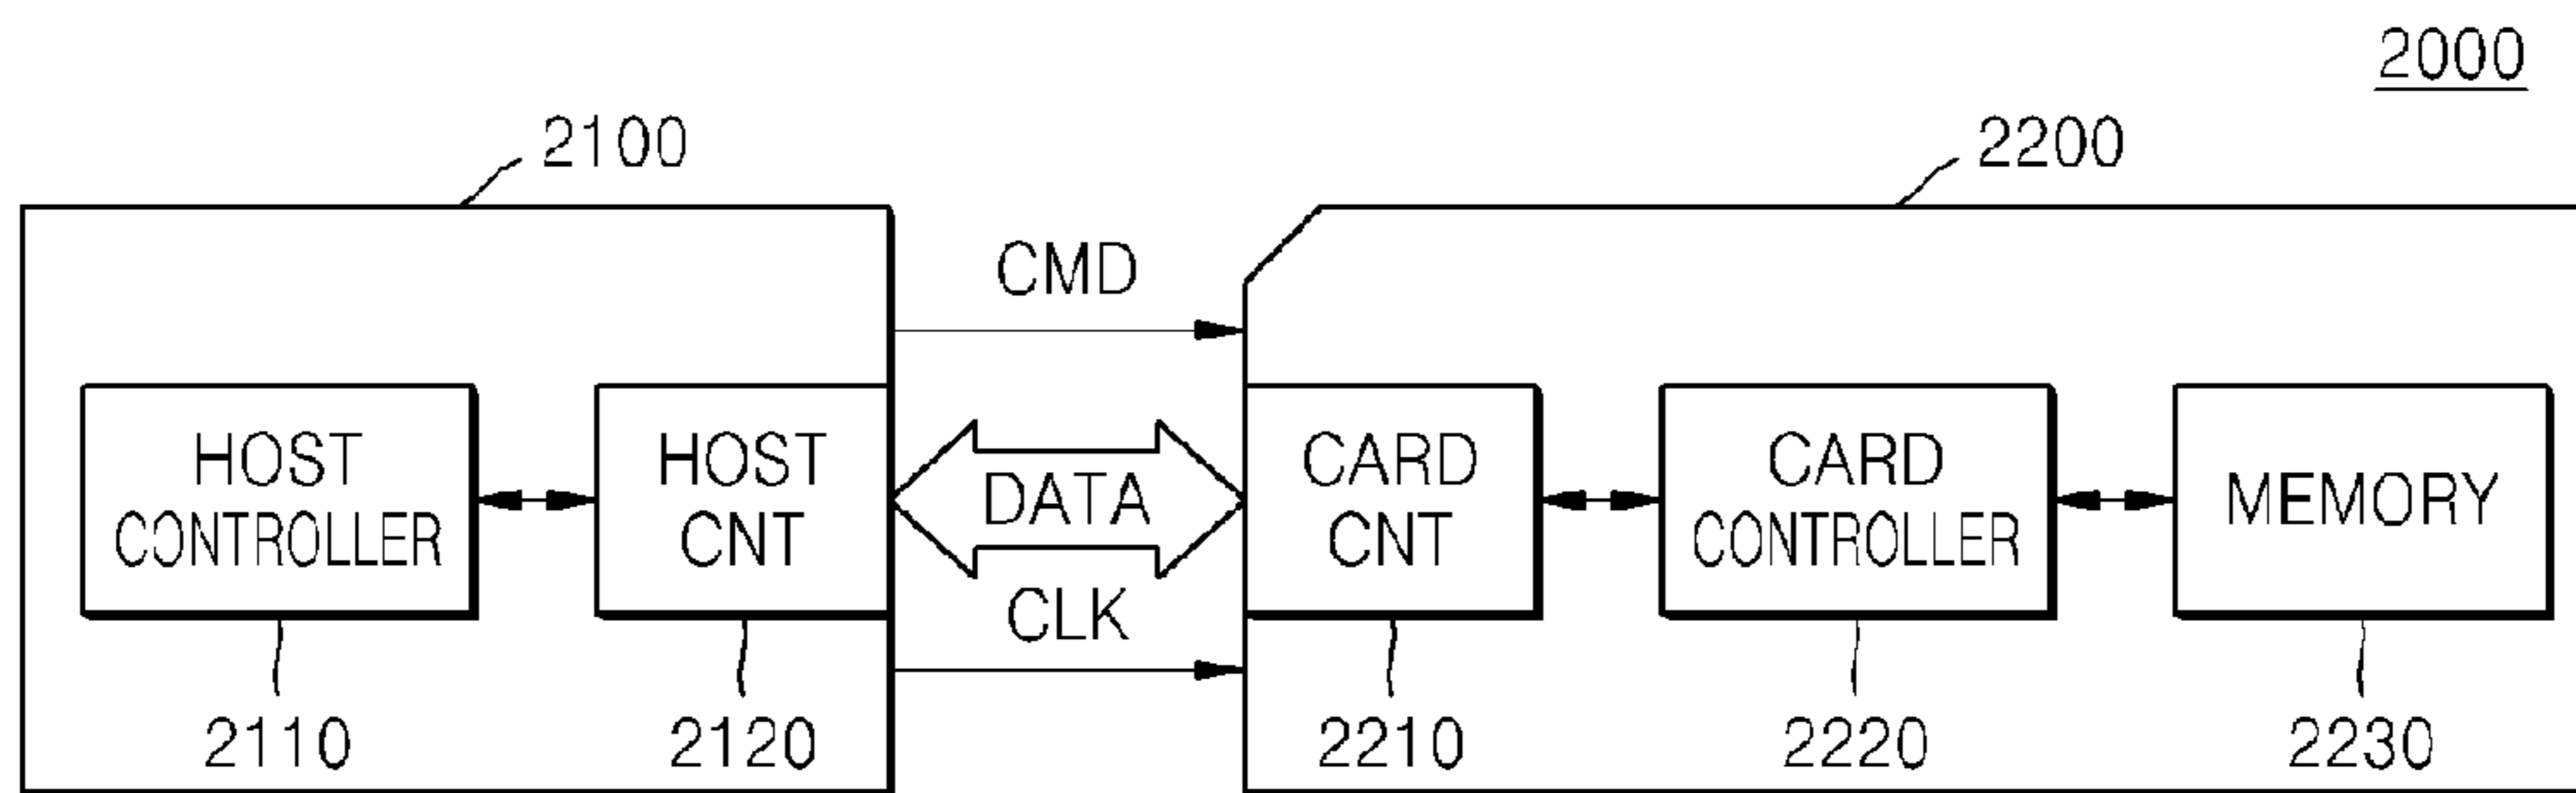 2000
2100
2200
CMD
HOST
CONTROLLER
HOST
CNT
DATA
CARD
CNT
CARD
CONTROLLER
MEMORY
CLK
2110
2120
2210
2220
2230